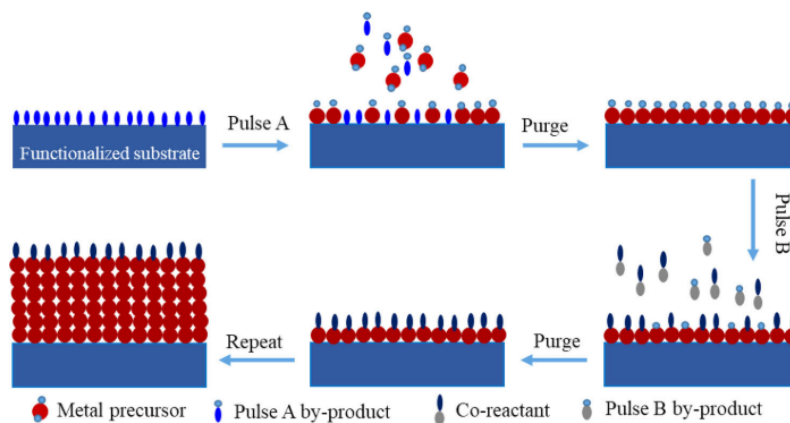 Functionalized substrate
Pulse A
Purge
Pulse B
Purge
Repeat
Metal precursor
Pulse A by-product
Co-reactant
Pulse B by-product